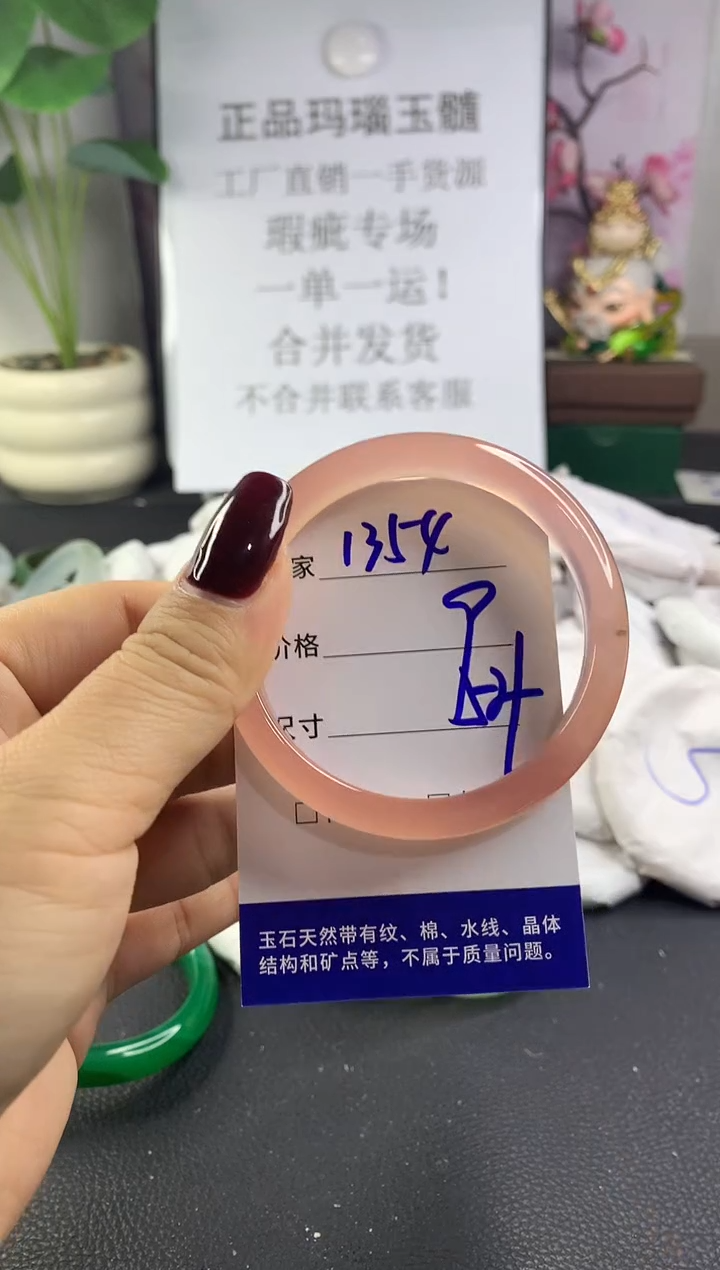 正品玛瑙玉髓
工厂直销一手货源
瑕疵专场
一单一运！
合并发货
不合并联系客服
家 1354
价格
尺寸
玉石天然带有纹、棉、水线、晶体
结构和矿点等，不属于质量问题。